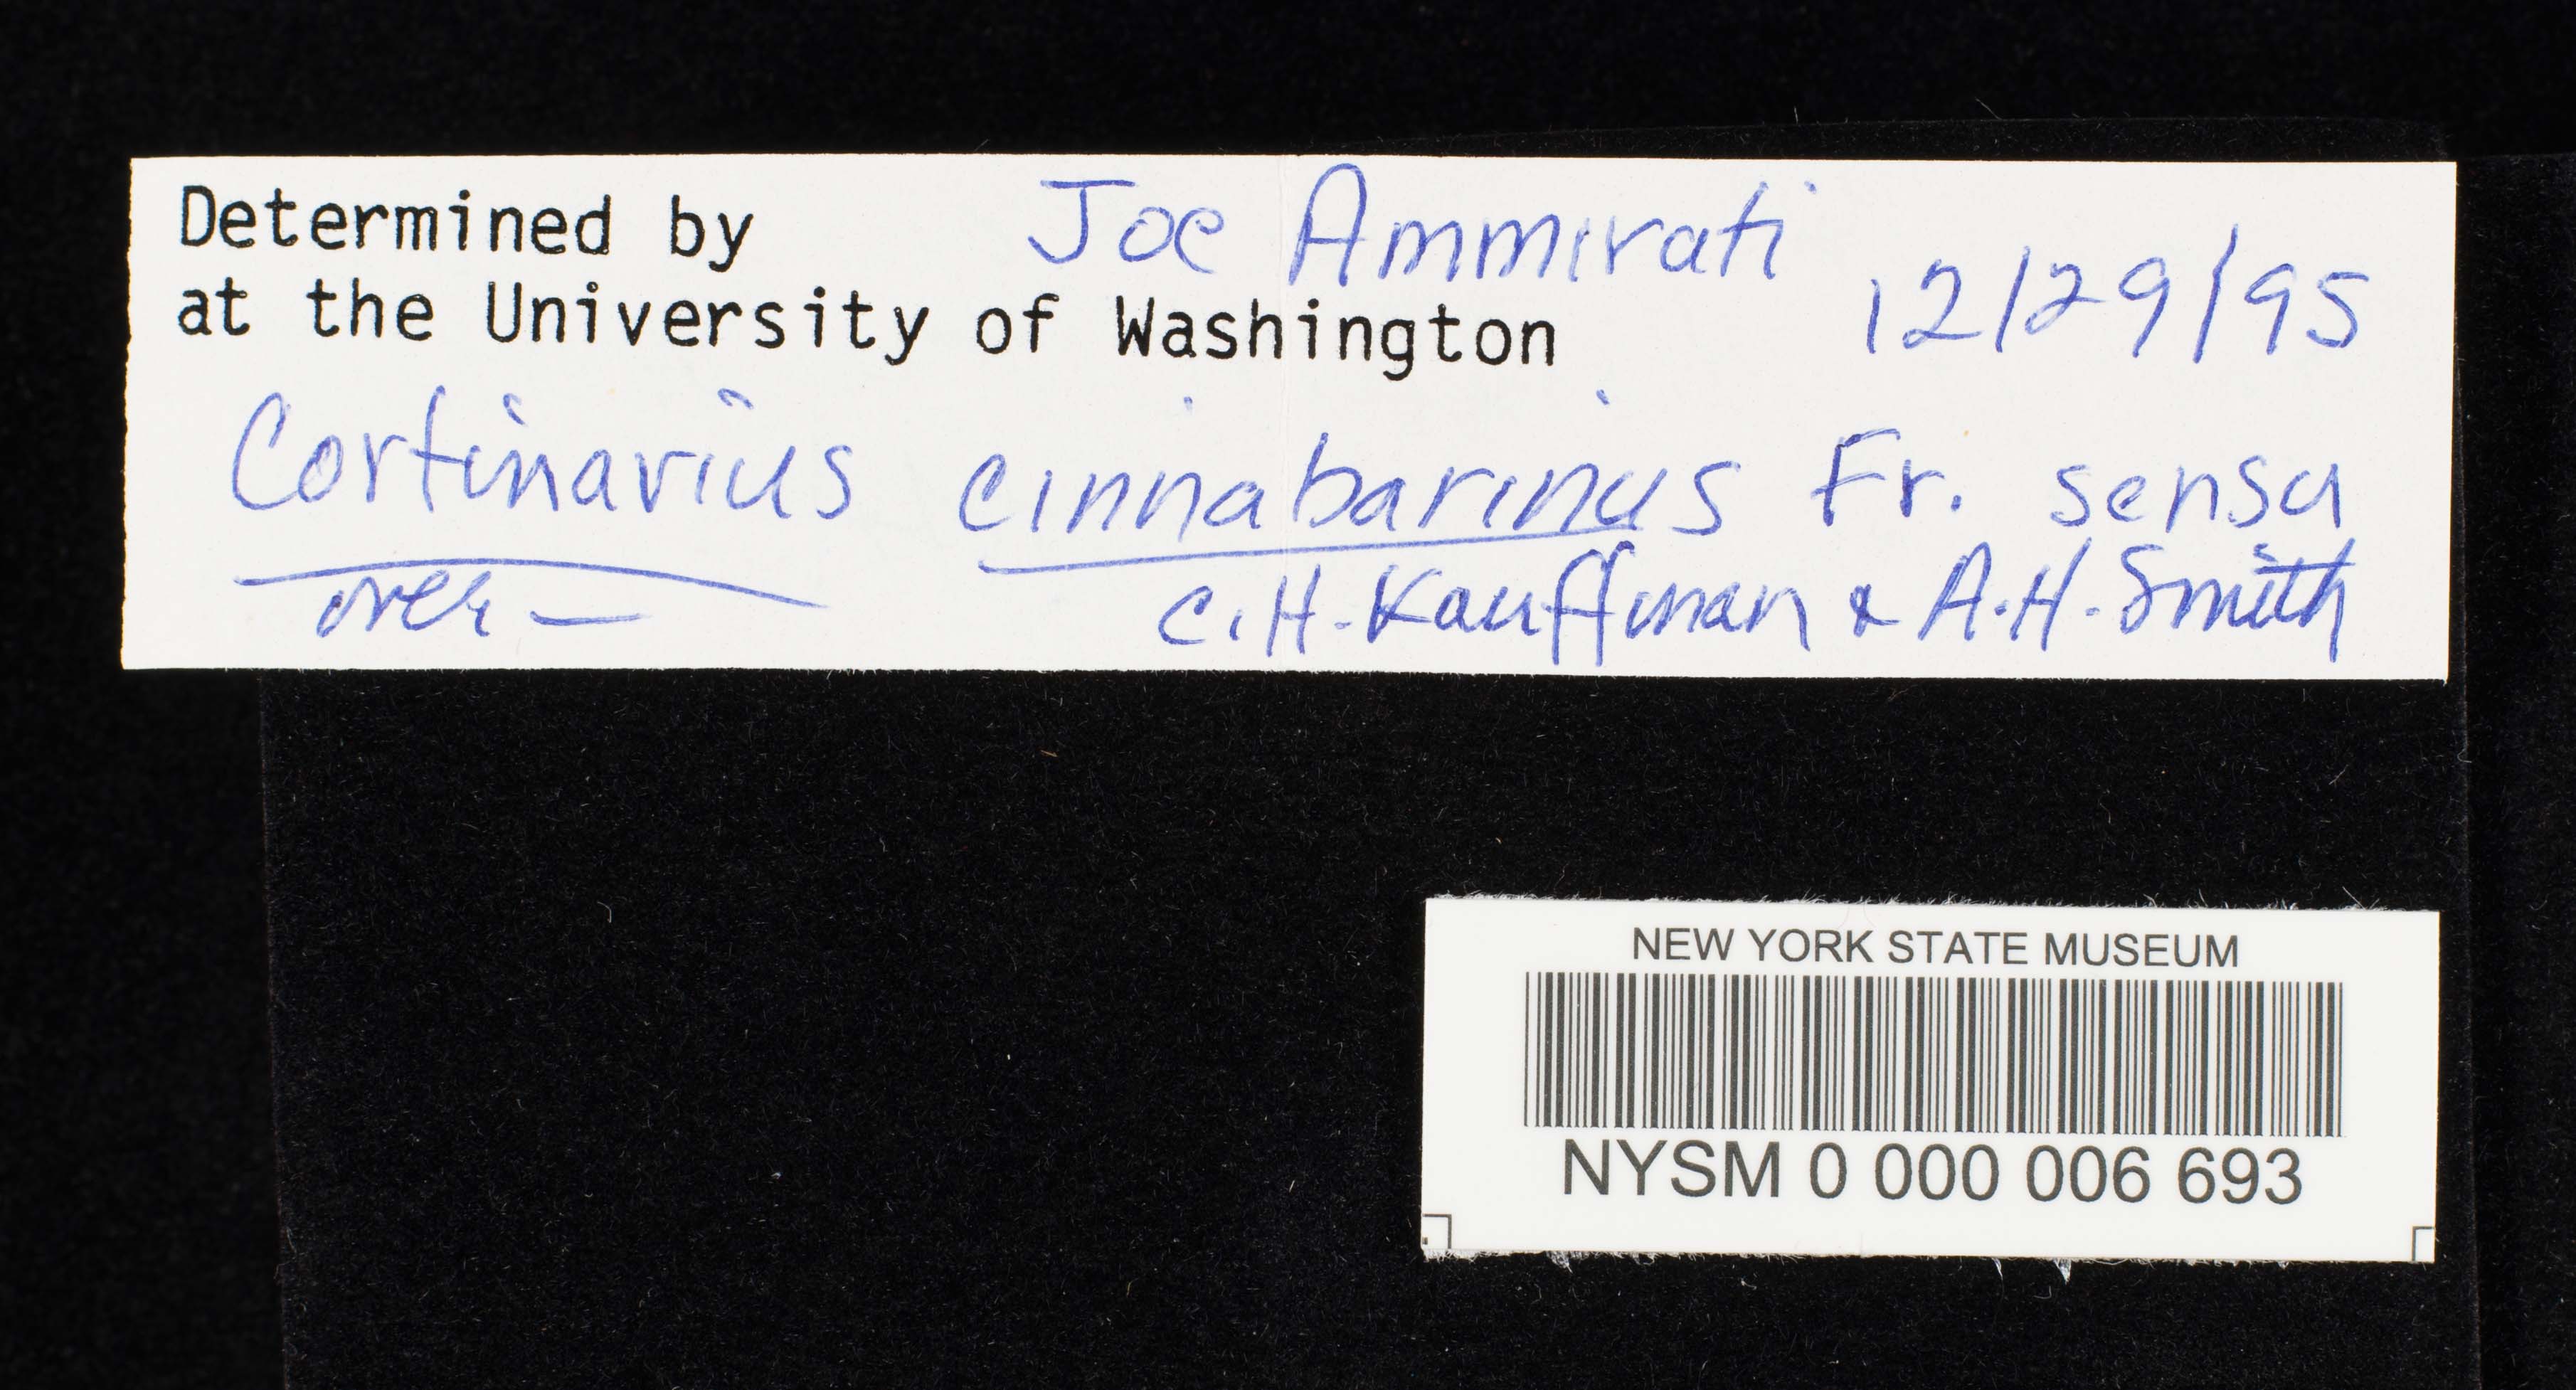 Determined by Joe Ammirati
at the University of Washington 12/29/95
Cortinarius cinnabarinus Fr. sensu
over — C. H. Kauffman & A. H. Smith
NEW YORK STATE MUSEUM
NYSM 0 000 006 693